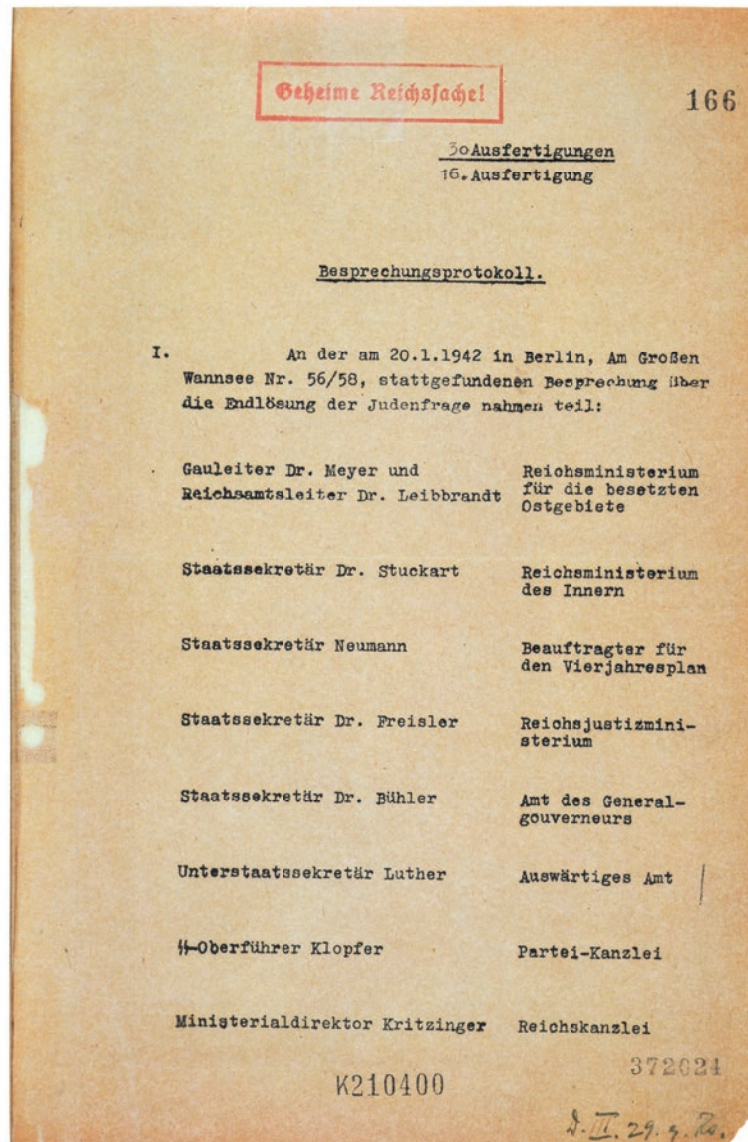 Geheime Reichssache!
166
30 Ausfertigungen
16. Ausfertigung
Besprechungsprotokoll.
I. An der am 20.1.1942 in Berlin, Am Großen
Wannsee Nr. 56/58, stattgefundenen Besprechung über
die Endlösung der Judenfrage nahmen teil:
Gauleiter Dr. Meyer und Reichsministerium
Reichsamtsleiter Dr. Leibbrandt für die besetzten
Ostgebiete
Staatssekretär Dr. Stuckart Reichsministerium
des Innern
Staatssekretär Neumann Beauftragter für
den Vierjahresplan
Staatssekretär Dr. Freisler Reichsjustizmini-
sterium
Staatssekretär Dr. Bühler Amt des General-
gouverneurs
Unterstaatssekretär Luther Auswärtiges Amt
SS-Oberführer Klopfer Partei-Kanzlei
Ministerialdirektor Kritzinger Reichskanzlei
372024
K210400
D. III. 29. g. Rs.